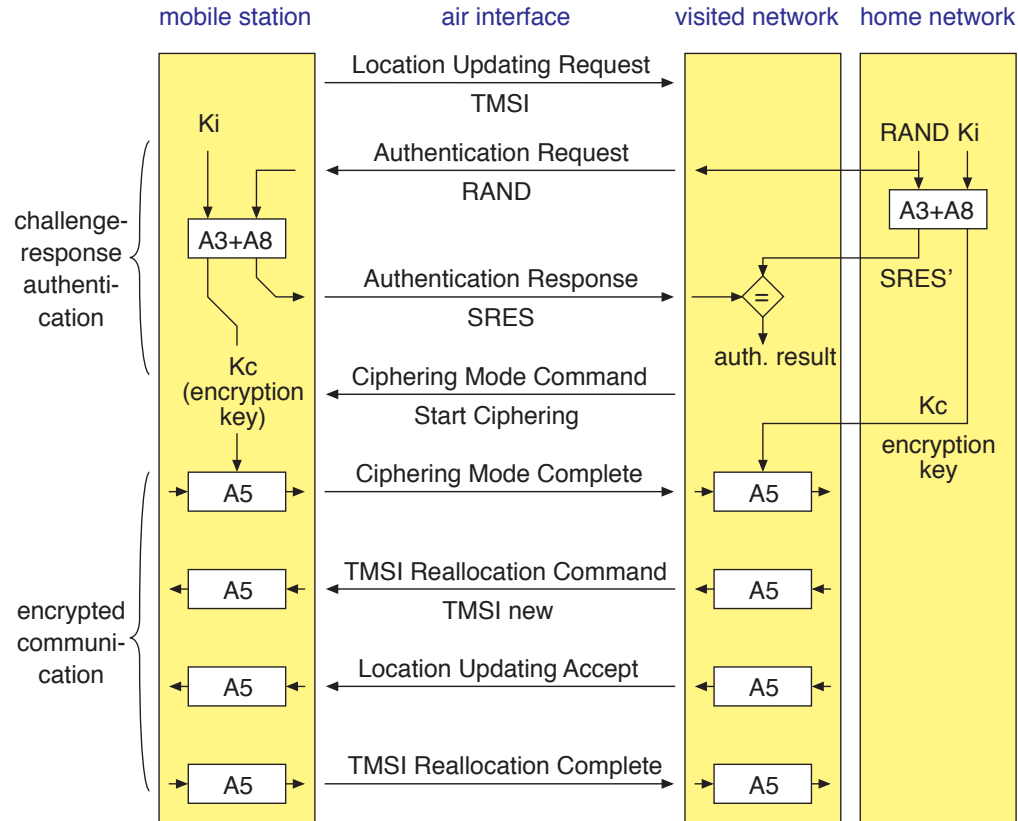 mobile station
air interface
visited network
home network
Location Updating Request
TMSI
Ki
RAND Ki
Authentication Request
RAND
challenge-
response
authenti-
cation
A3+A8
A3+A8
Authentication Response
SRES
=
SRES’
auth. result
Kc
(encryption
key)
Ciphering Mode Command
Start Ciphering
Kc
encryption
key
Ciphering Mode Complete
A5
A5
encrypted
communi-
cation
TMSI Reallocation Command
TMSI new
A5
A5
Location Updating Accept
A5
A5
TMSI Reallocation Complete
A5
A5